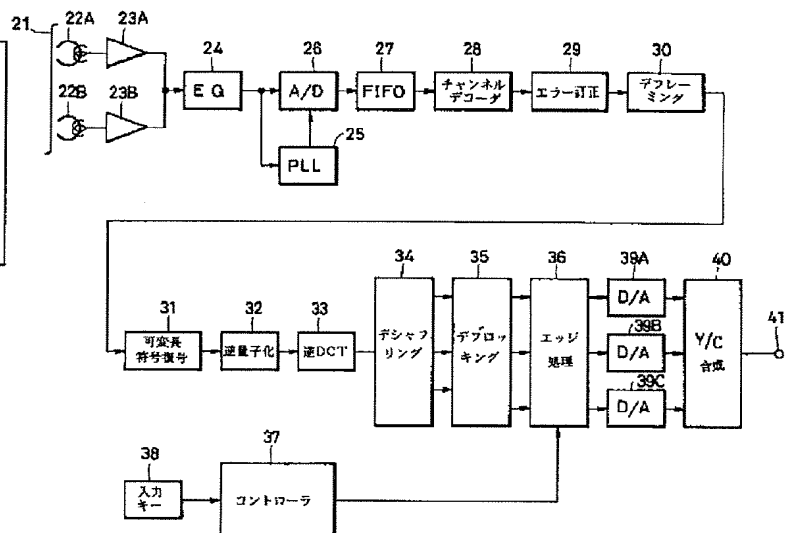 21
22A
23A
24
26
27
28
29
30
EQ
A/D
FIFO
チャンネル
デコーダ
エラー訂正
デフレー
ミング
22B
23B
25
PLL
31
32
33
34
35
36
39A
40
41
可変長
符号復号
逆量子化
逆DCT
デシャフ
リング
デブロッ
キング
エッジ
処理
D/A
39B
D/A
39C
D/A
Y/C
合成
38
37
入力
キー
コントローラ